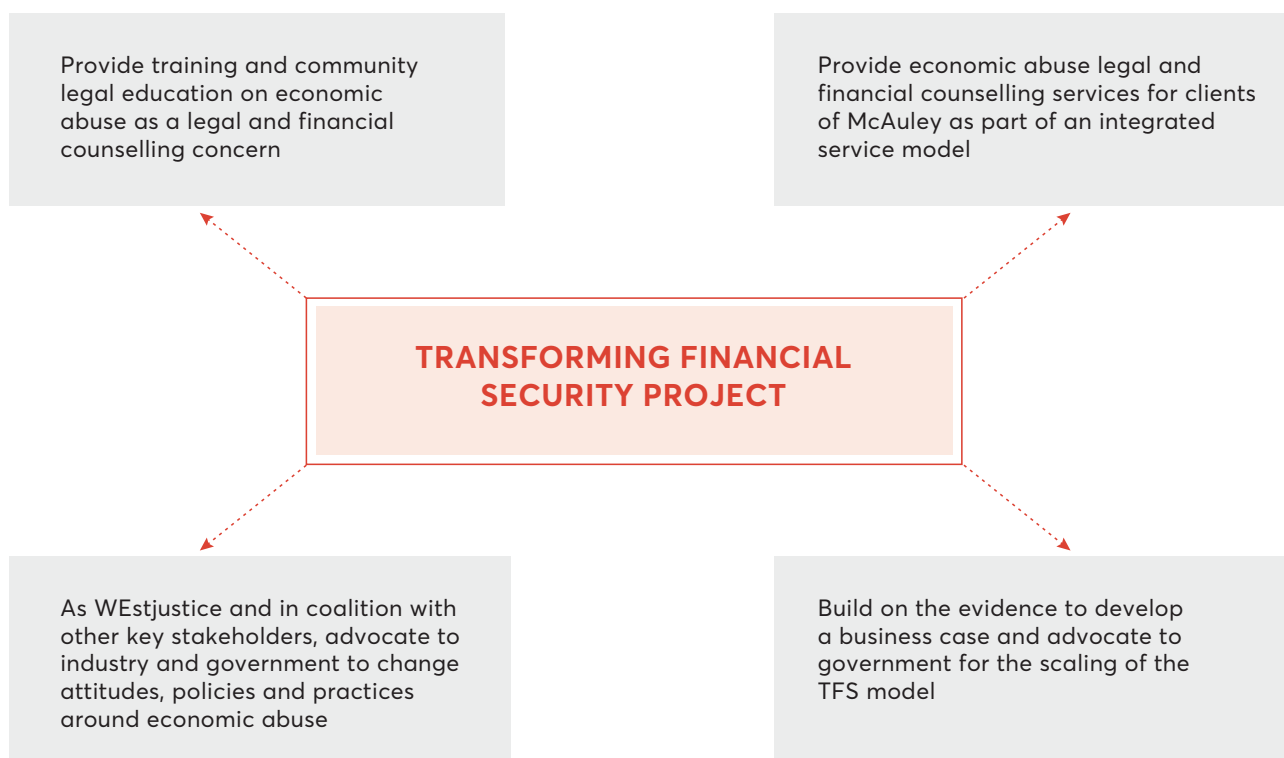 Provide training and community
legal education on economic
abuse as a legal and financial
counselling concern
Provide economic abuse legal and
financial counselling services for clients
of McAuley as part of an integrated
service model
TRANSFORMING FINANCIAL
SECURITY PROJECT
As WEstjustice and in coalition with
other key stakeholders, advocate to
industry and government to change
attitudes, policies and practices
around economic abuse
Build on the evidence to develop
a business case and advocate to
government for the scaling of the
TFS model